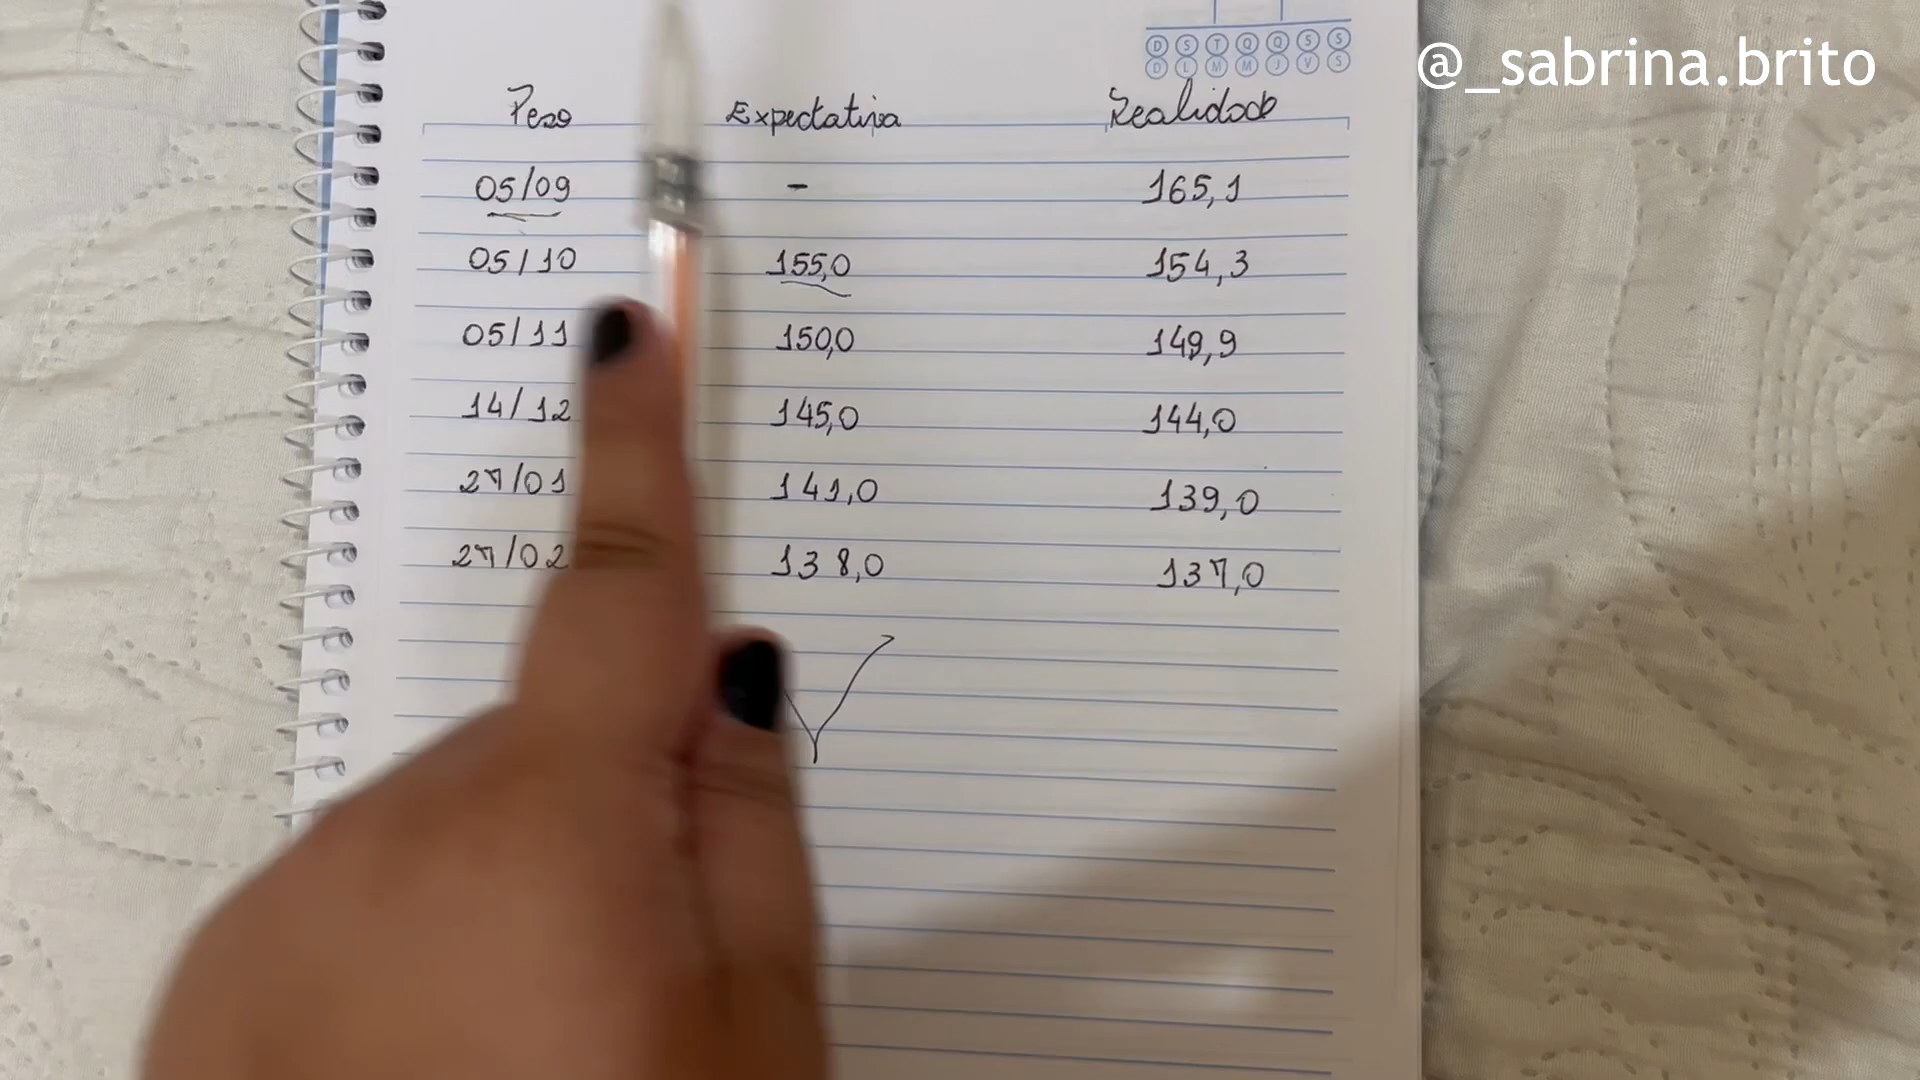 @_sabrina.brito
D S T Q Q S S
D L M M J V S
Peso Expectativa Realidade
05/09 - 165,1
05/10 155,0 154,3
05/11 150,0 149,9
14/12 145,0 144,0
27/01 141,0 139,0
27/02 138,0 137,0